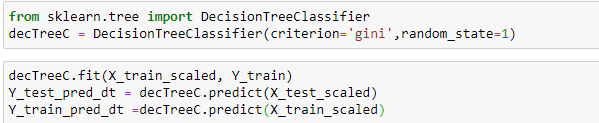 from sklearn.tree import DecisionTreeClassifier
decTreeC = DecisionTreeClassifier(criterion='gini',random_state=1)
decTreeC.fit(X_train_scaled, Y_train)
Y_test_pred_dt = decTreeC.predict(X_test_scaled)
Y_train_pred_dt =decTreeC.predict(X_train_scaled)